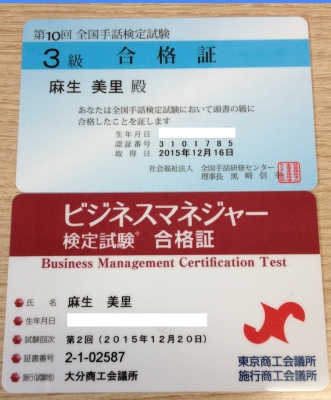 第10回 全国手話検定試験
3級 合格証
麻生 美里 殿
あなたは全国手話検定試験において頭書の級に
合格したことを証します
生年月日
認証番号 3101785
取得日 2015年12月16日
社会福祉法人 全国手話研修センター
理事長 黒﨑 信幸
ビジネスマネジャー
検定試験® 合格証
Business Management Certification Test
氏名 麻生 美里
生年月日
試験回次 第2回(2015年12月20日)
証書番号 2-1-02587
施行(試験地) 大分商工会議所
東京商工会議所
施行商工会議所